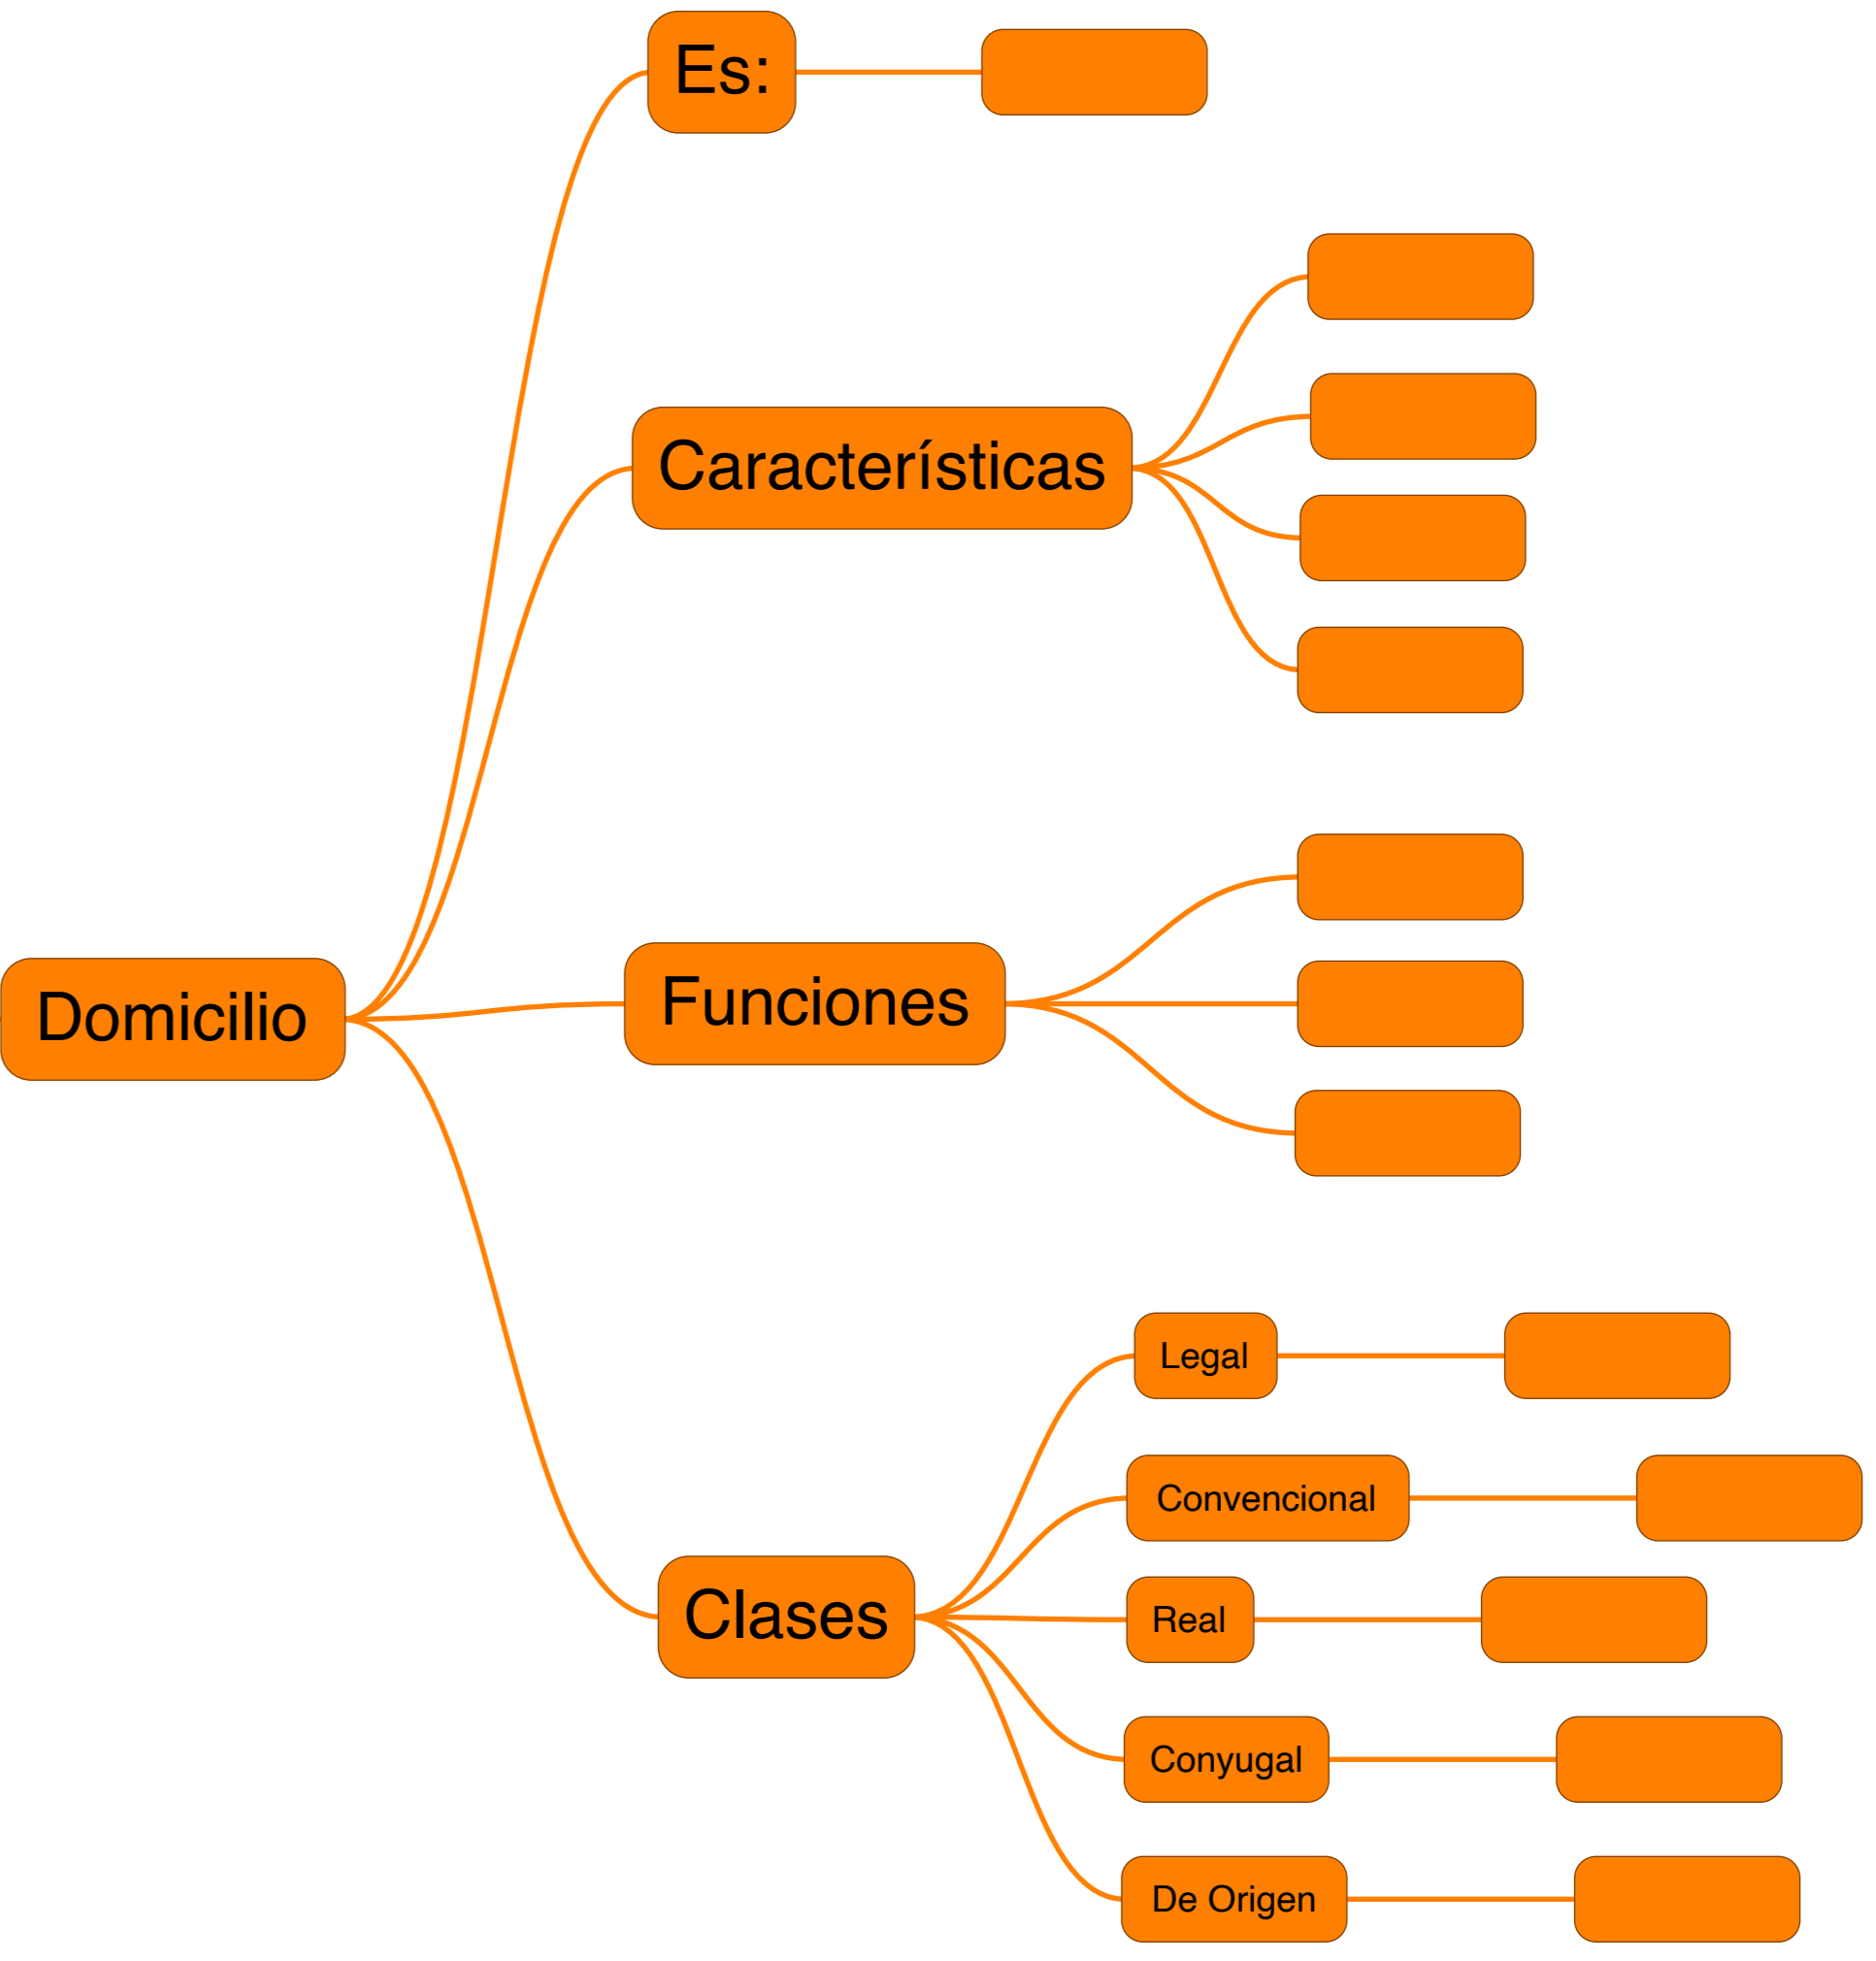 Es:
Características
Funciones
Domicilio
Legal
Convencional
Clases
Real
Conyugal
De Origen